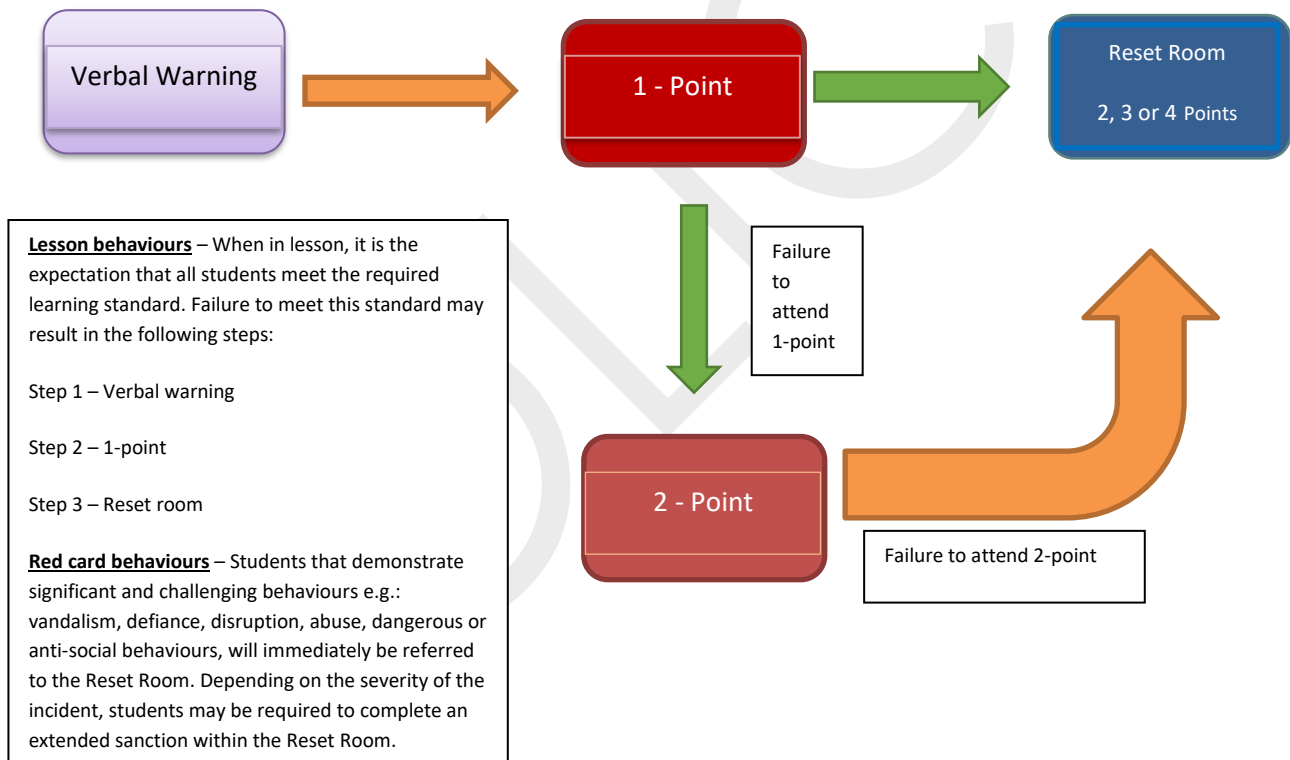 Verbal Warning
1 - Point
Reset Room
2, 3 or 4 Points
Lesson behaviours – When in lesson, it is the
expectation that all students meet the required
learning standard. Failure to meet this standard may
result in the following steps:
Step 1 – Verbal warning
Step 2 – 1-point
Step 3 – Reset room
Red card behaviours – Students that demonstrate
significant and challenging behaviours e.g.:
vandalism, defiance, disruption, abuse, dangerous or
anti-social behaviours, will immediately be referred
to the Reset Room. Depending on the severity of the
incident, students may be required to complete an
extended sanction within the Reset Room.
Failure
to
attend
1-point
2 - Point
Failure to attend 2-point